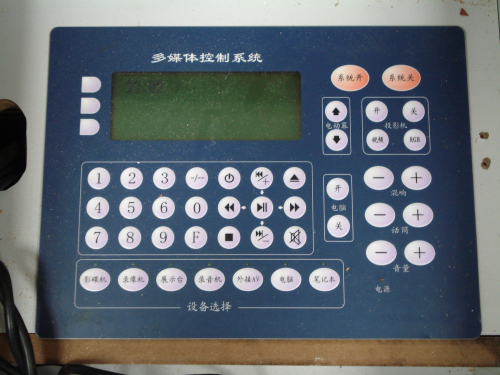 多媒体控制系统
系统开 系统关
电动幕
开 关
投影机
视频 RGB
1 2 3 -/--
4 5 6 0
7 8 9 F
开
电脑
关
混响
话筒
音量
电源
影碟机 录像机 展示台 录音机 外接AV 电脑 笔记本
设备选择